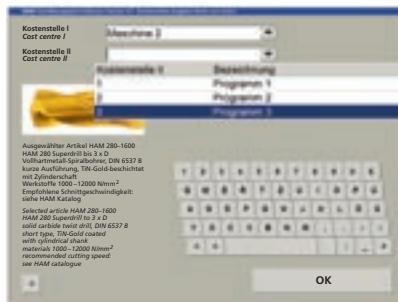 Kostenstelle I
Cost centre I
Maschine 2
Kostenstelle II
Cost centre II
Kostenstelle II Bezeichnung
1 Programm 1
2 Programm 2
3 Programm 3
Ausgewählter Artikel HAM 280–1600
HAM 280 Superdrill bis 3 x D
Vollhartmetall-Spiralbohrer, DIN 6537 B
kurze Ausführung, TiN-Gold-beschichtet
mit Zylinderschaft
Werkstoffe 1000–12000 N/mm²
Empfohlene Schnittgeschwindigkeit:
siehe HAM Katalog
Selected article HAM 280–1600
HAM 280 Superdrill to 3 x D
solid carbide twist drill, DIN 6537 B
short type, TiN-Gold coated
with cylindrical shank
materials 1000–12000 N/mm²
recommended cutting speed:
see HAM catalogue
OK